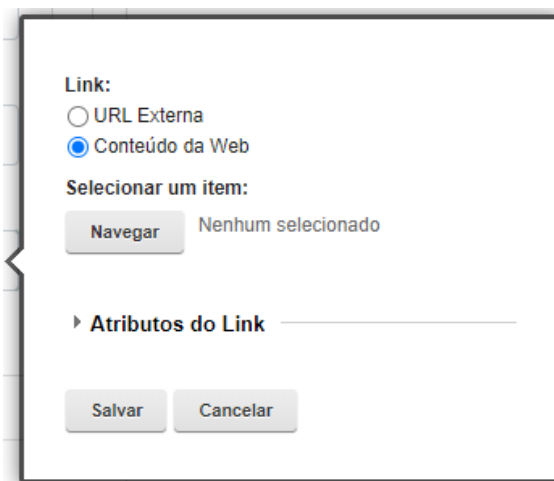 Link:
URL Externa
Conteúdo da Web
Selecionar um item:
Navegar Nenhum selecionado
Atributos do Link
Salvar Cancelar